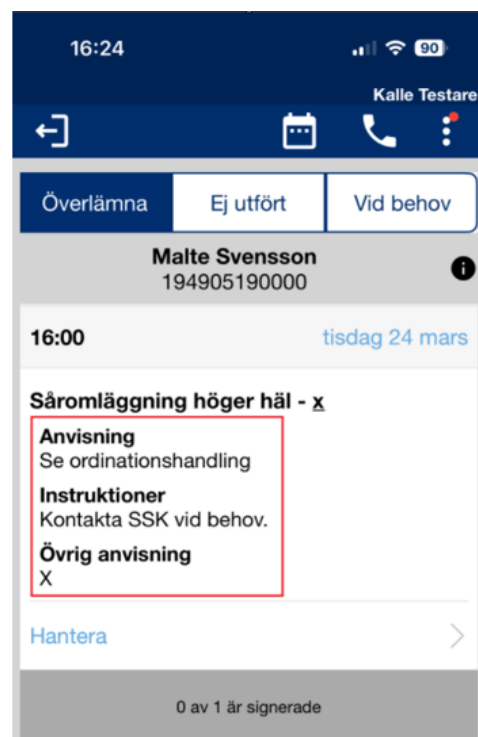 16:24
90
Kalle Testare
Överlämna
Ej utfört
Vid behov
Malte Svensson
194905190000
16:00
tisdag 24 mars
Såromläggning höger häl - x
Anvisning
Se ordinationshandling
Instruktioner
Kontakta SSK vid behov.
Övrig anvisning
X
Hantera
0 av 1 är signerade